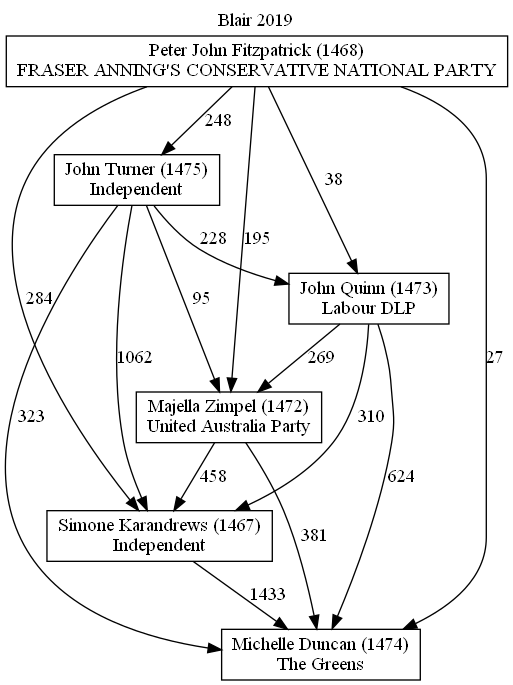 Blair 2019
Peter John Fitzpatrick (1468)
FRASER ANNING'S CONSERVATIVE NATIONAL PARTY
248
John Turner (1475)
Independent
38
228
195
John Quinn (1473)
Labour DLP
284
95
1062
269
27
323
Majella Zimpel (1472)
United Australia Party
310
458
624
Simone Karandrews (1467)
Independent
381
1433
Michelle Duncan (1474)
The Greens